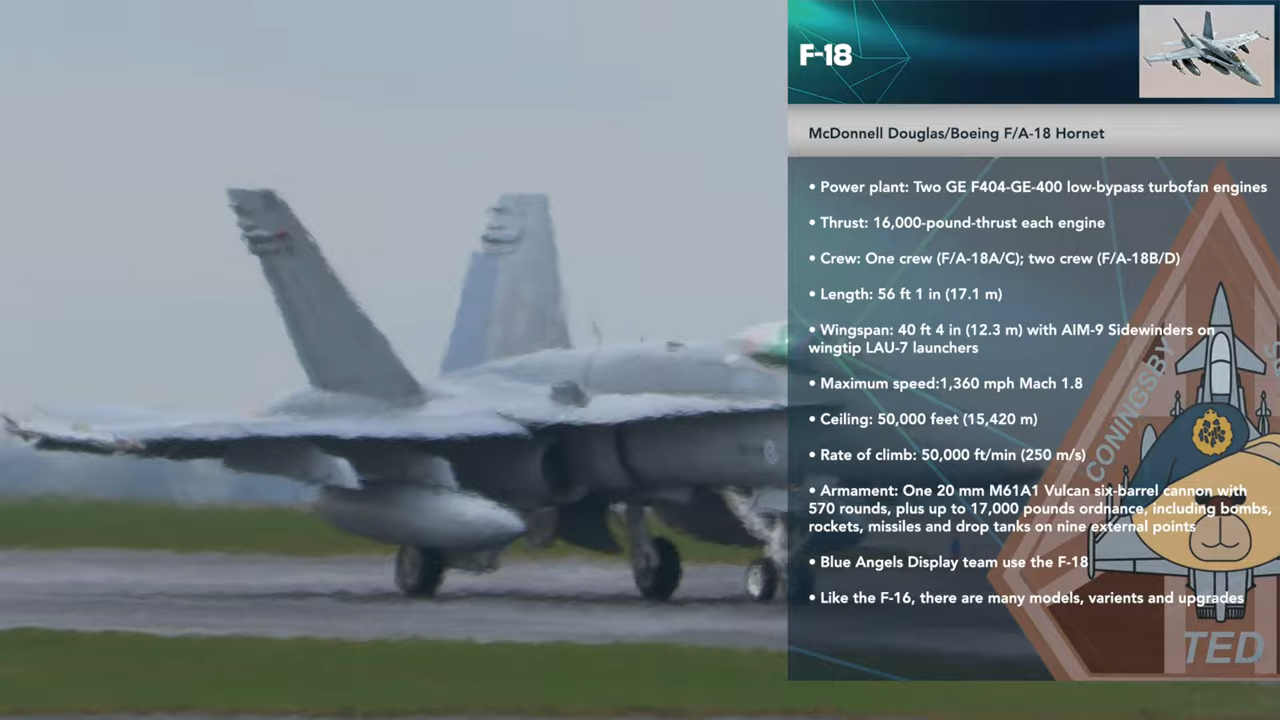 F-18
McDonnell Douglas/Boeing F/A-18 Hornet
• Power plant: Two GE F404-GE-400 low-bypass turbofan engines
• Thrust: 16,000-pound-thrust each engine
• Crew: One crew (F/A-18A/C); two crew (F/A-18B/D)
• Length: 56 ft 1 in (17.1 m)
• Wingspan: 40 ft 4 in (12.3 m) with AIM-9 Sidewinders on
wingtip LAU-7 launchers
• Maximum speed:1,360 mph Mach 1.8
• Ceiling: 50,000 feet (15,420 m)
• Rate of climb: 50,000 ft/min (250 m/s)
• Armament: One 20 mm M61A1 Vulcan six-barrel cannon with
570 rounds, plus up to 17,000 pounds ordnance, including bombs,
rockets, missiles and drop tanks on nine external points
• Blue Angels Display team use the F-18
• Like the F-16, there are many models, varients and upgrades
CONINGSBY
TED